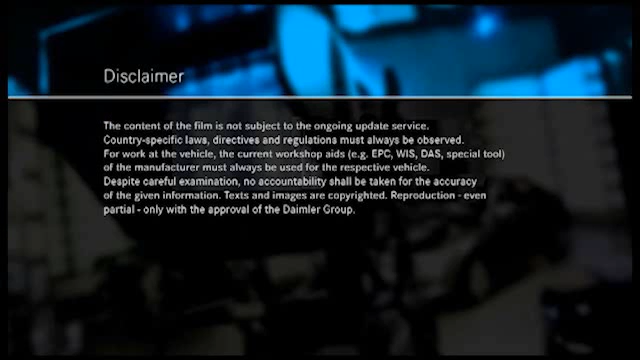 Disclaimer
The content of the film is not subject to the ongoing update service.
Country-specific laws, directives and regulations must always be observed.
For work at the vehicle, the current workshop aids (e.g. EPC, WIS, DAS, special tool)
of the manufacturer must always be used for the respective vehicle.
Despite careful examination, no accountability shall be taken for the accuracy
of the given information. Texts and images are copyrighted. Reproduction - even
partial - only with the approval of the Daimler Group.